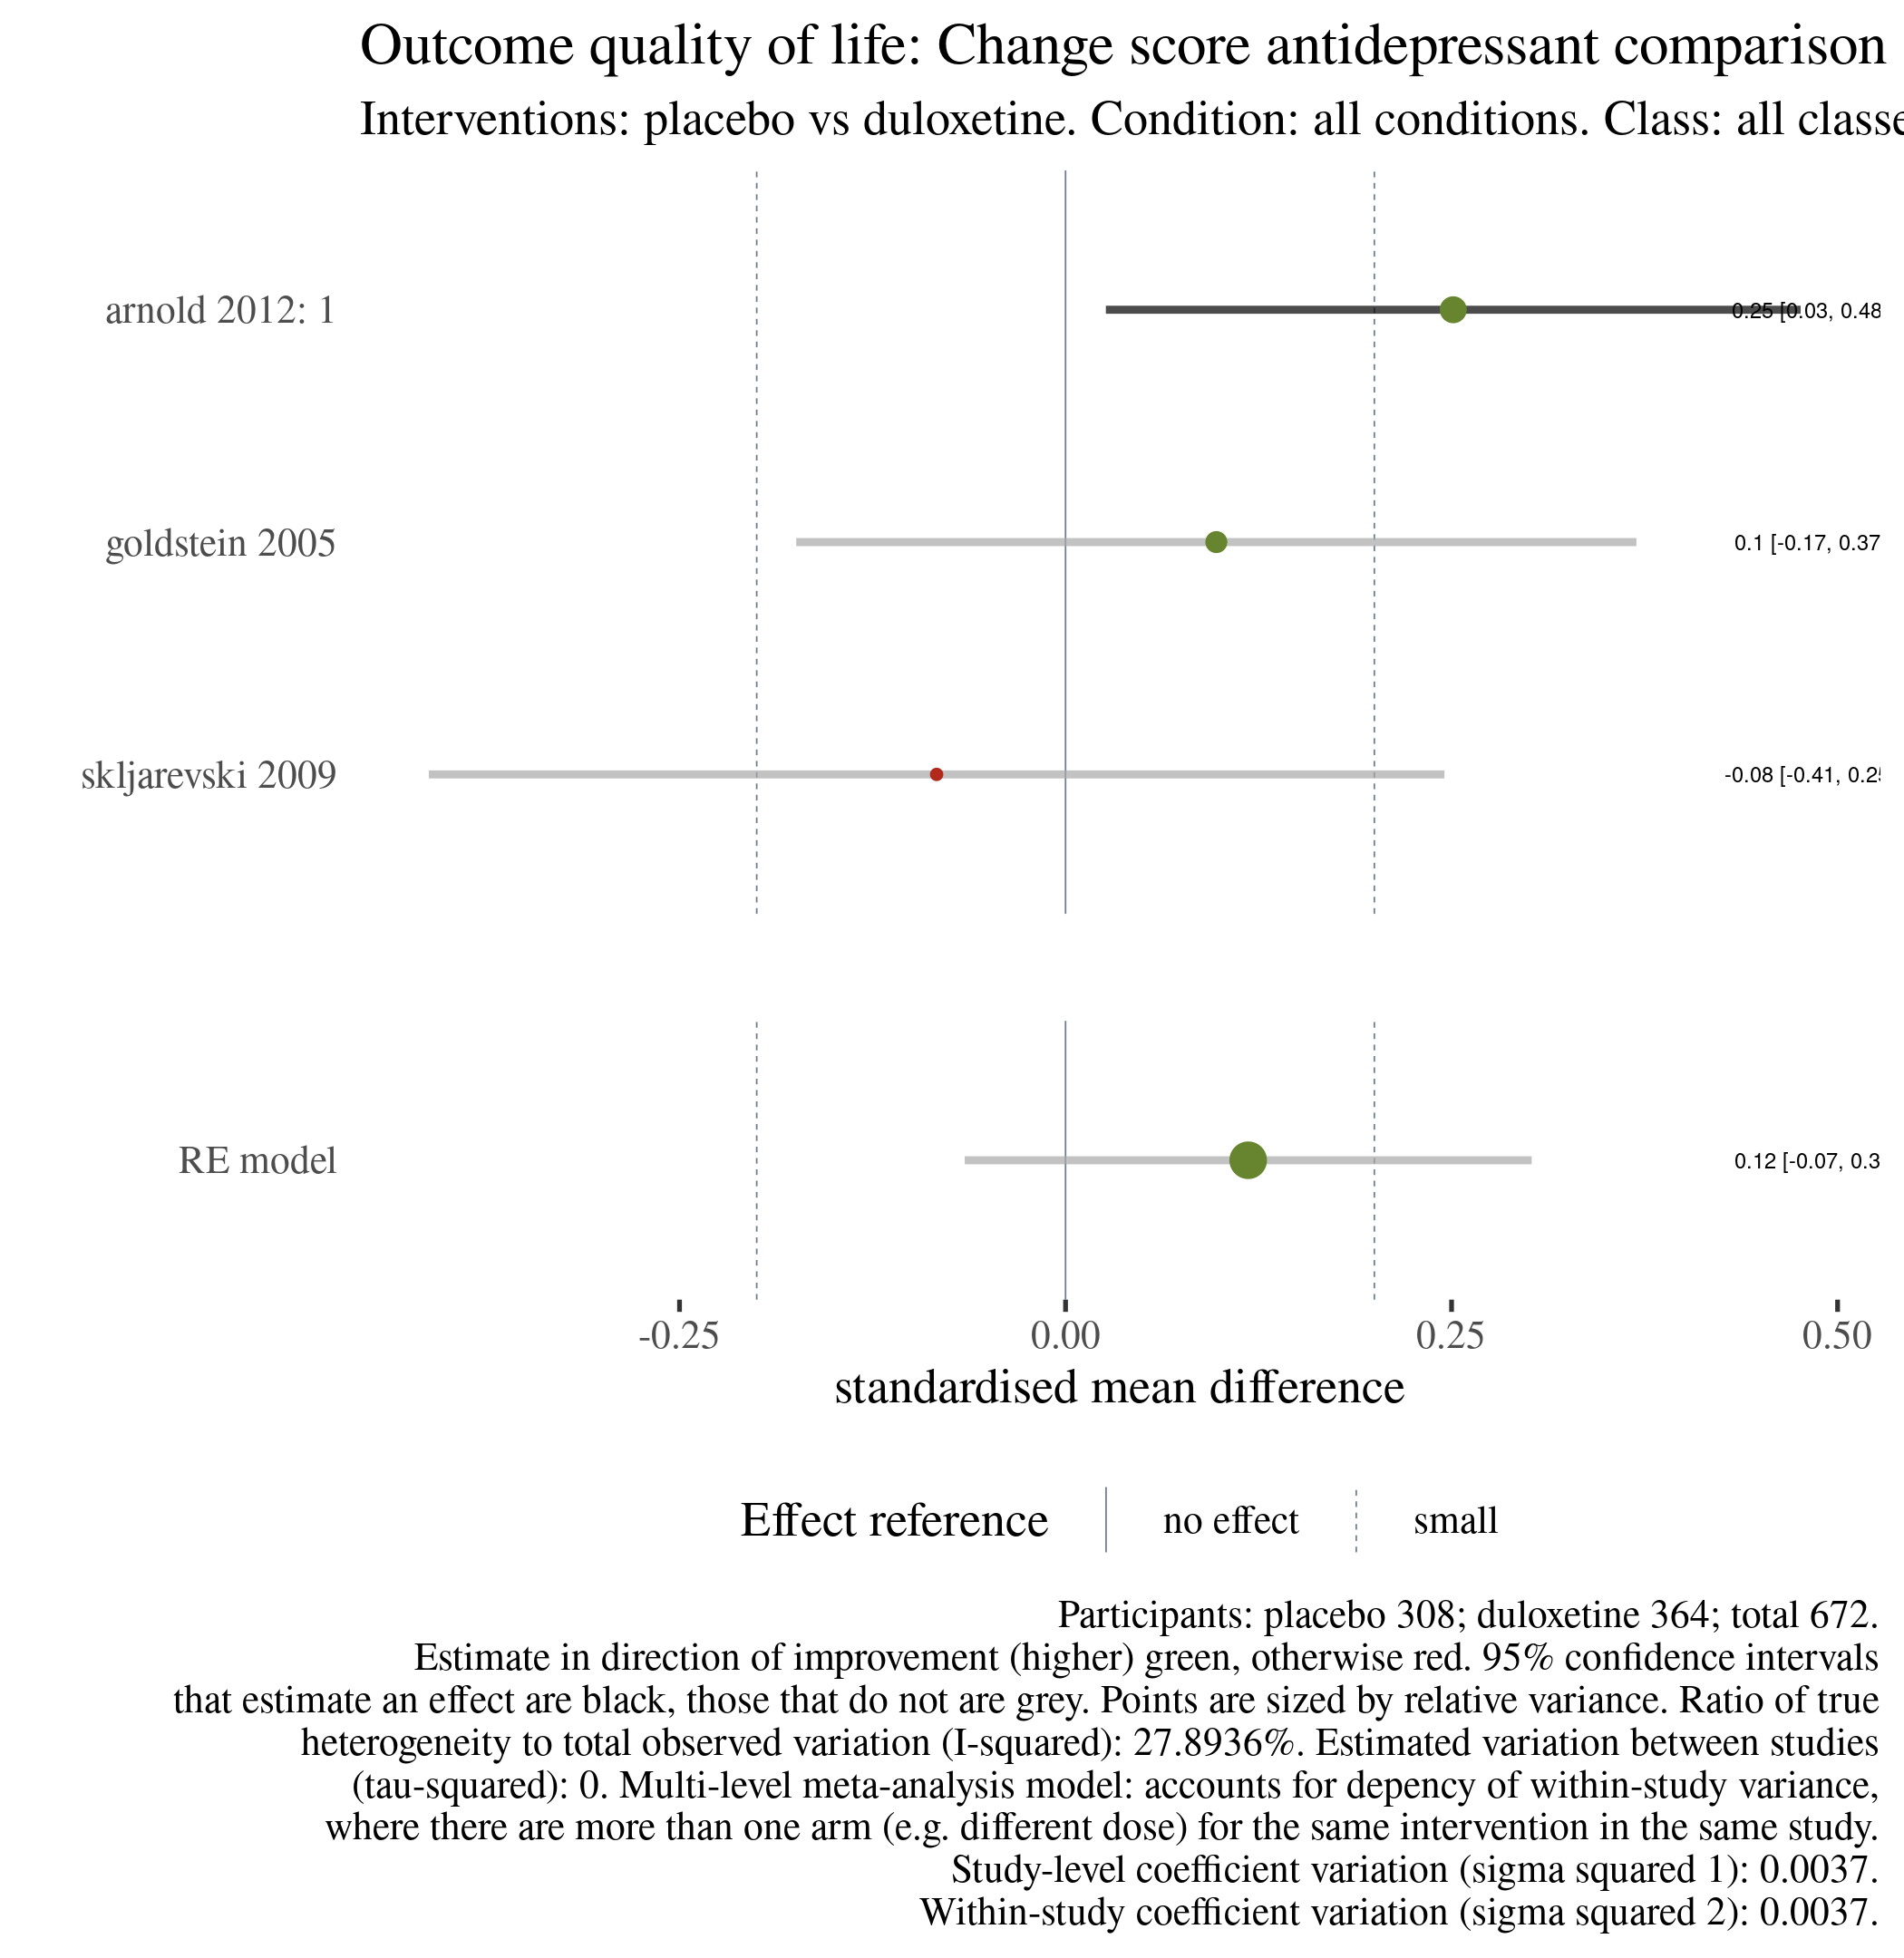 Outcome quality of life: Change score antidepressant comparison
Interventions: placebo vs duloxetine. Condition: all conditions. Class: all classe
arnold 2012: 1
0.25 [0.03, 0.48
goldstein 2005
0.1 [-0.17, 0.37
skljarevski 2009
-0.08 [-0.41, 0.25
RE model
0.12 [-0.07, 0.3
-0.25 0.00 0.25 0.50
standardised mean difference
Effect reference no effect small
Participants: placebo 308; duloxetine 364; total 672.
Estimate in direction of improvement (higher) green, otherwise red. 95% confidence intervals
that estimate an effect are black, those that do not are grey. Points are sized by relative variance. Ratio of true
heterogeneity to total observed variation (I-squared): 27.8936%. Estimated variation between studies
(tau-squared): 0. Multi-level meta-analysis model: accounts for depency of within-study variance,
where there are more than one arm (e.g. different dose) for the same intervention in the same study.
Study-level coefficient variation (sigma squared 1): 0.0037.
Within-study coefficient variation (sigma squared 2): 0.0037.